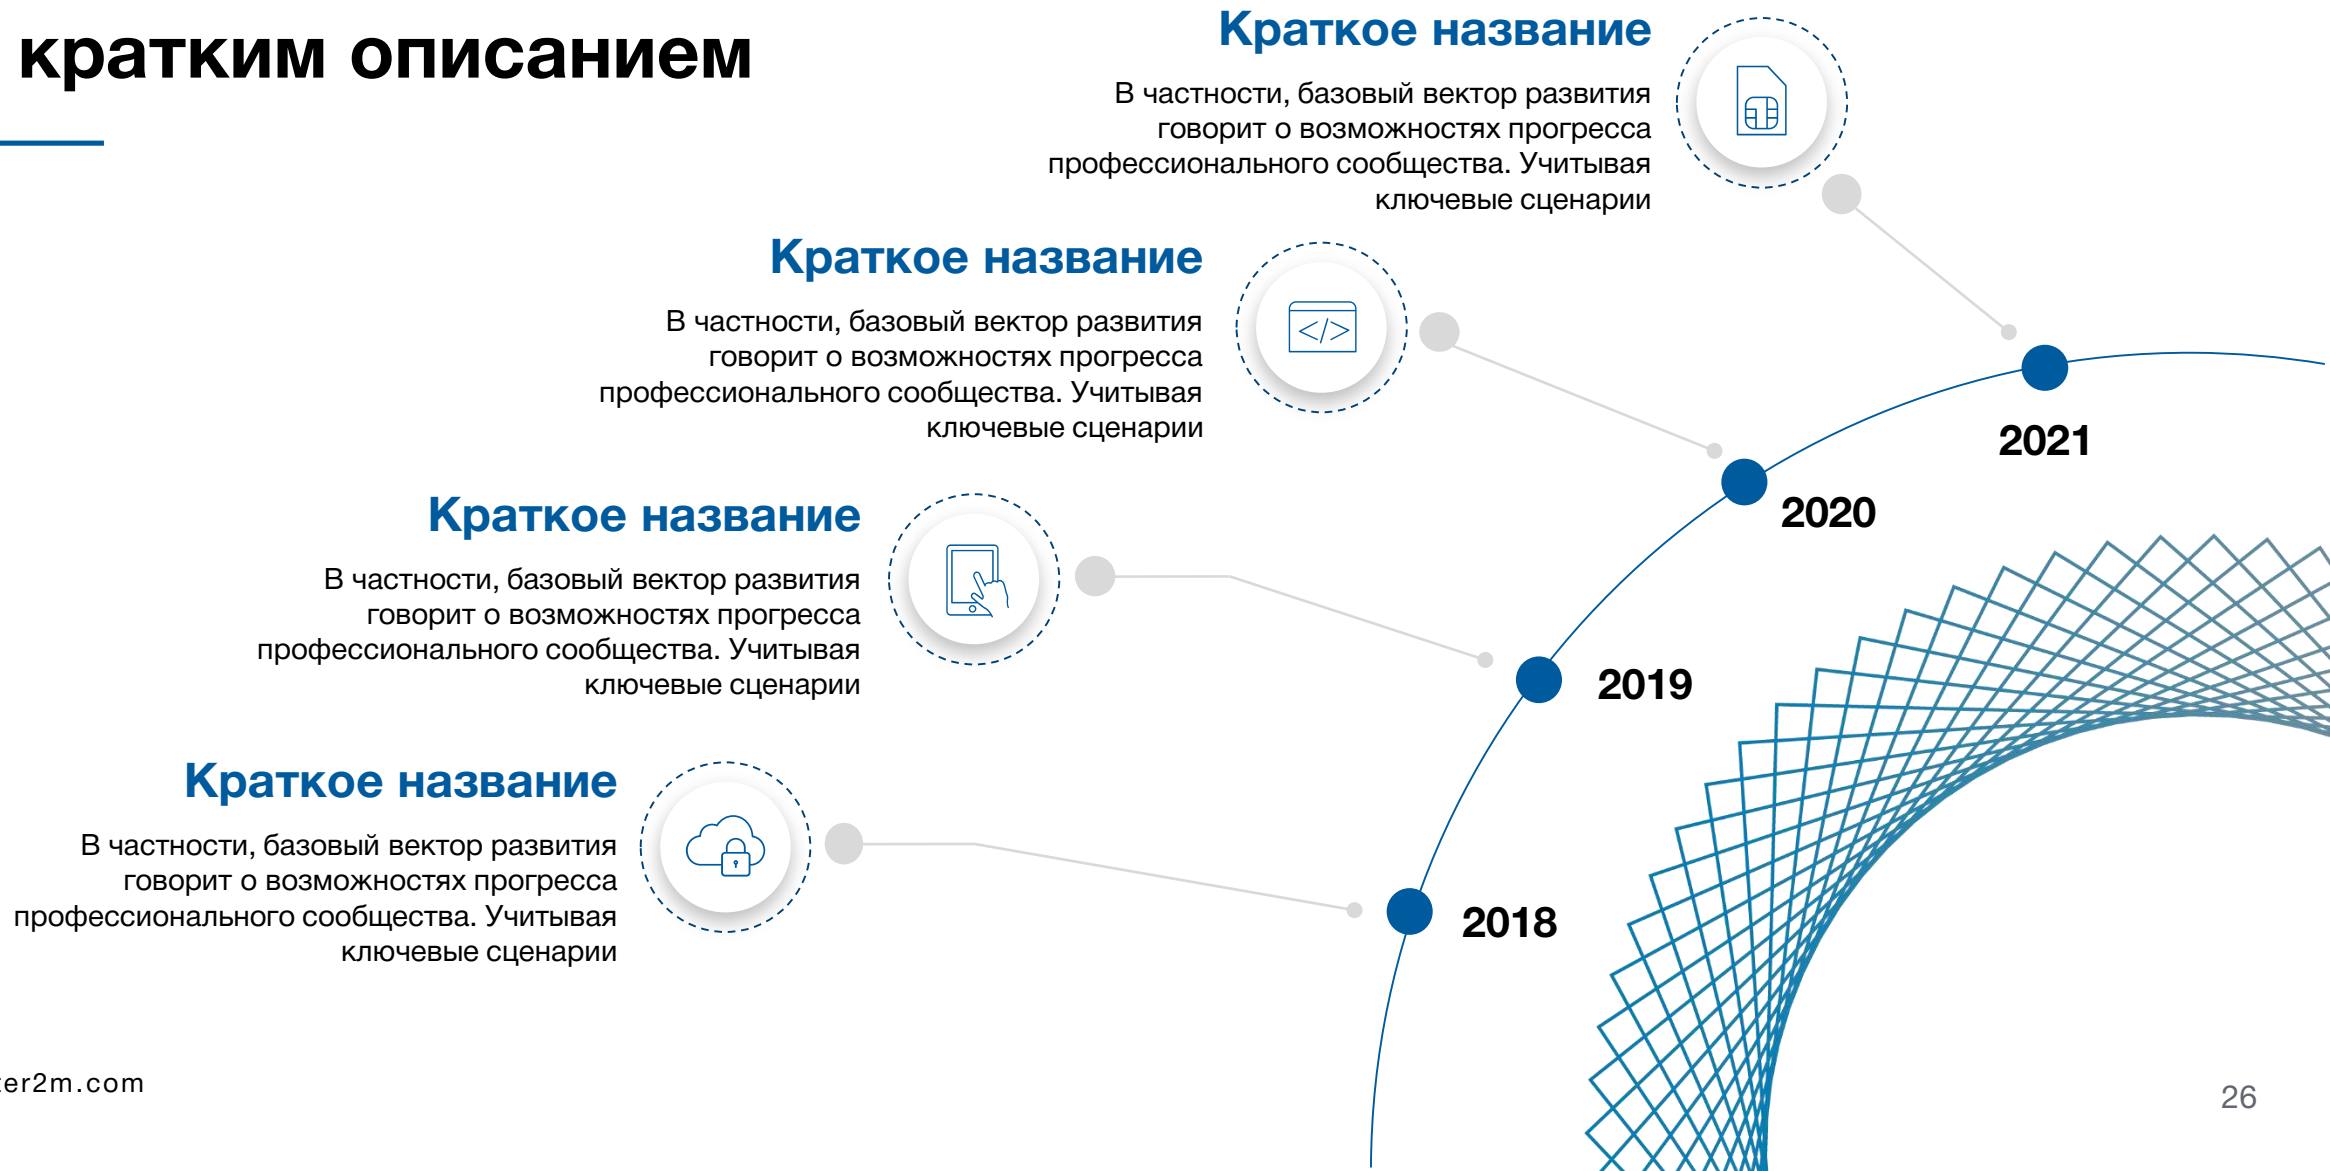 кратким описанием
Краткое название
В частности, базовый вектор развития
говорит о возможностях прогресса
профессионального сообщества. Учитывая
ключевые сценарии
Краткое название
В частности, базовый вектор развития
говорит о возможностях прогресса
профессионального сообщества. Учитывая
ключевые сценарии
2021
2020
Краткое название
В частности, базовый вектор развития
говорит о возможностях прогресса
профессионального сообщества. Учитывая
ключевые сценарии
2019
Краткое название
В частности, базовый вектор развития
говорит о возможностях прогресса
профессионального сообщества. Учитывая
ключевые сценарии
2018
er2m.com
26